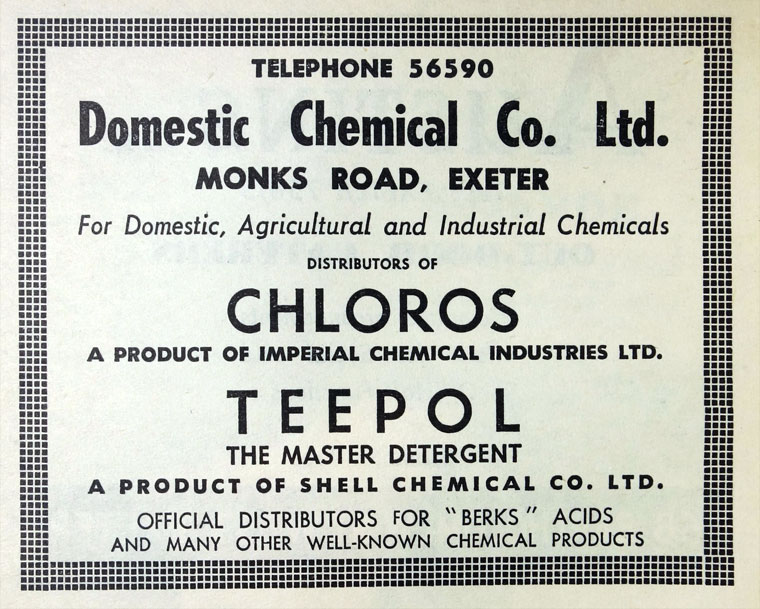 TELEPHONE 56590
Domestic Chemical Co. Ltd.
MONKS ROAD, EXETER
For Domestic, Agricultural and Industrial Chemicals
DISTRIBUTORS OF
CHLOROS
A PRODUCT OF IMPERIAL CHEMICAL INDUSTRIES LTD.
TEEPOL
THE MASTER DETERGENT
A PRODUCT OF SHELL CHEMICAL CO. LTD.
OFFICIAL DISTRIBUTORS FOR "BERKS" ACIDS
AND MANY OTHER WELL-KNOWN CHEMICAL PRODUCTS